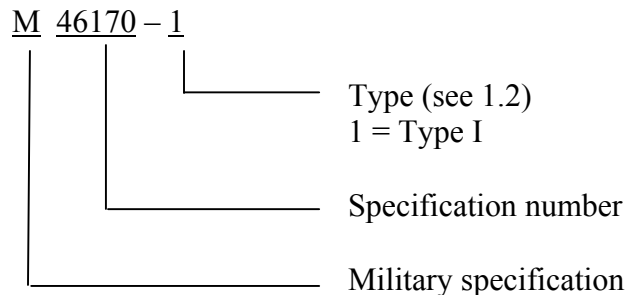 M 46170 – 1
Type (see 1.2)
1 = Type I
Specification number
Military specification